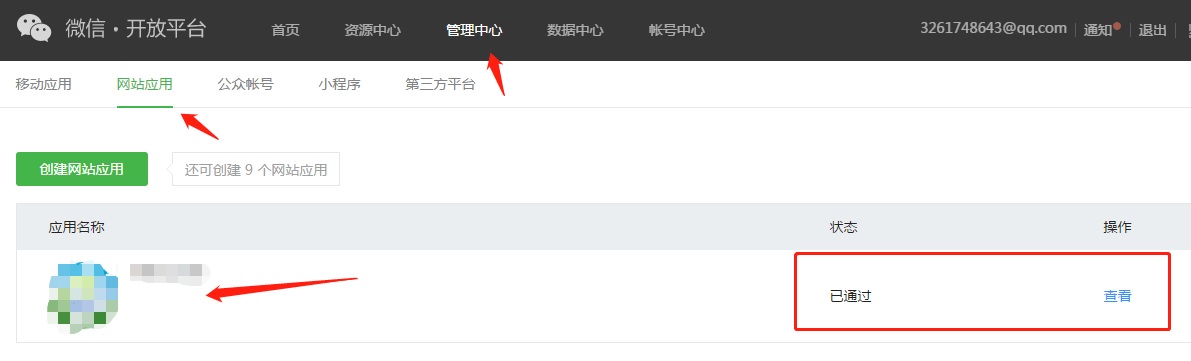 微信·开放平台 首页 资源中心 管理中心 数据中心 帐号中心 3261748643@qq.com 通知 退出
移动应用 网站应用 公众帐号 小程序 第三方平台
创建网站应用 还可创建 9 个网站应用
应用名称 状态 操作
已通过 查看